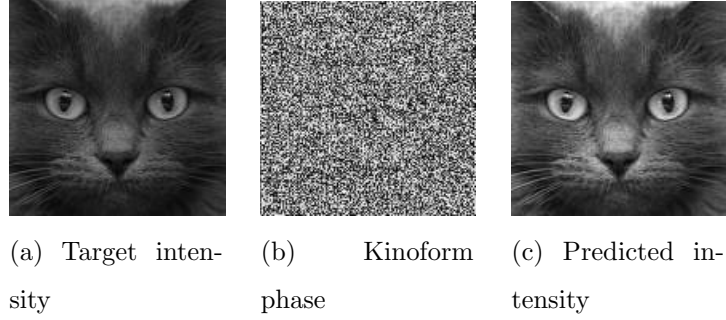 (a) Target inten-
sity
(b) Kinoform
phase
(c) Predicted in-
tensity